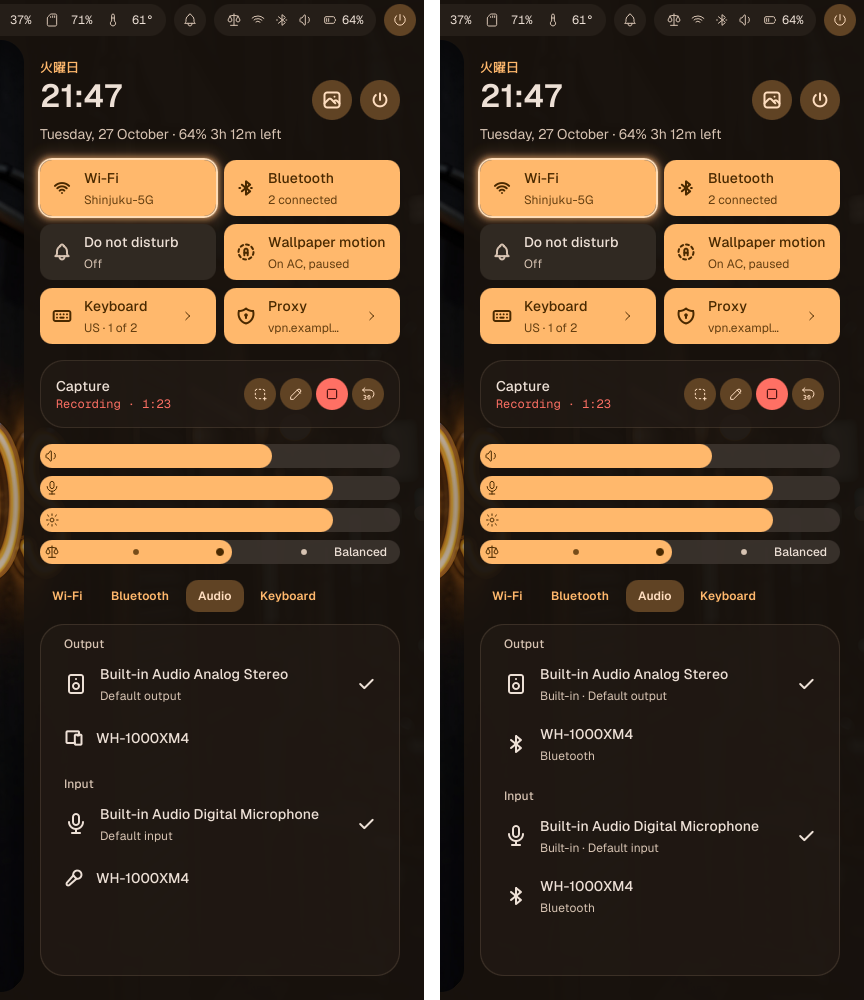 37% 71% 61° 64%
火曜日
21:47
Tuesday, 27 October · 64% 3h 12m left
Wi-Fi
Shinjuku-5G
Bluetooth
2 connected
Do not disturb
Off
Wallpaper motion
On AC, paused
Keyboard
US · 1 of 2
Proxy
vpn.exampl…
Capture
Recording · 1:23
30
Balanced
Wi-Fi Bluetooth Audio Keyboard
Output
Built-in Audio Analog Stereo
Default output
WH-1000XM4
Input
Built-in Audio Digital Microphone
Default input
WH-1000XM4
37% 71% 61° 64%
火曜日
21:47
Tuesday, 27 October · 64% 3h 12m left
Wi-Fi
Shinjuku-5G
Bluetooth
2 connected
Do not disturb
Off
Wallpaper motion
On AC, paused
Keyboard
US · 1 of 2
Proxy
vpn.exampl…
Capture
Recording · 1:23
30
Balanced
Wi-Fi Bluetooth Audio Keyboard
Output
Built-in Audio Analog Stereo
Built-in · Default output
WH-1000XM4
Bluetooth
Input
Built-in Audio Digital Microphone
Built-in · Default input
WH-1000XM4
Bluetooth